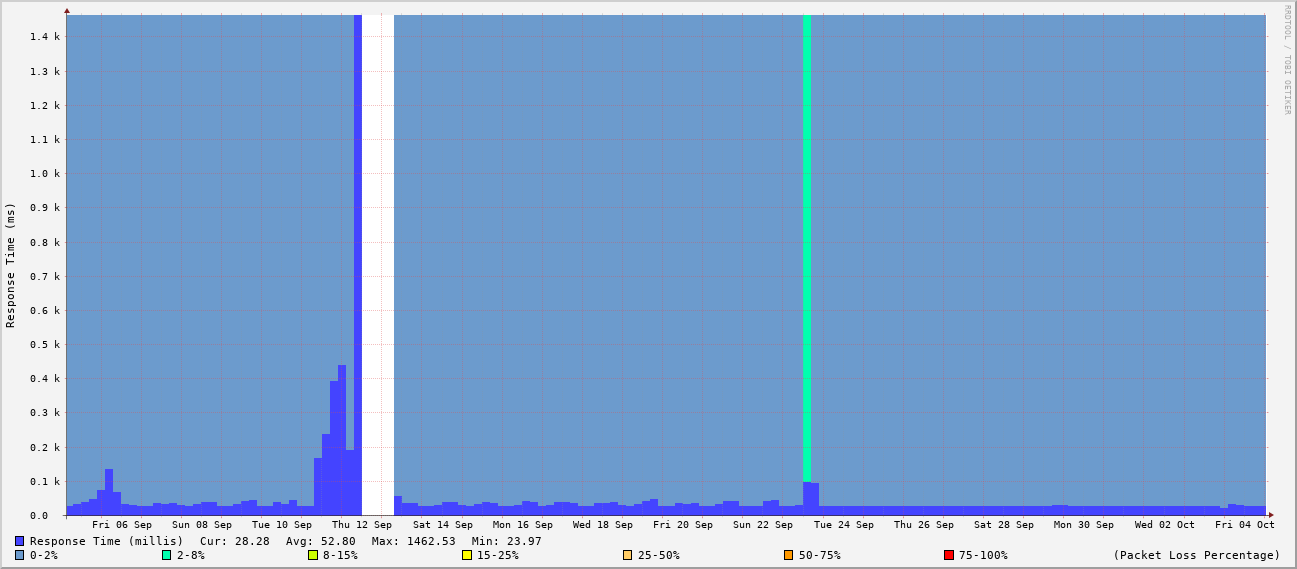 RRDTOOL / TOBI OETIKER
Response Time (ms)
1.4 k
1.3 k
1.2 k
1.1 k
1.0 k
0.9 k
0.8 k
0.7 k
0.6 k
0.5 k
0.4 k
0.3 k
0.2 k
0.1 k
0.0
Fri 06 Sep Sun 08 Sep Tue 10 Sep Thu 12 Sep Sat 14 Sep Mon 16 Sep Wed 18 Sep Fri 20 Sep Sun 22 Sep Tue 24 Sep Thu 26 Sep Sat 28 Sep Mon 30 Sep Wed 02 Oct Fri 04 Oct
Response Time (millis) Cur: 28.28 Avg: 52.80 Max: 1462.53 Min: 23.97
0-2% 2-8% 8-15% 15-25% 25-50% 50-75% 75-100% (Packet Loss Percentage)